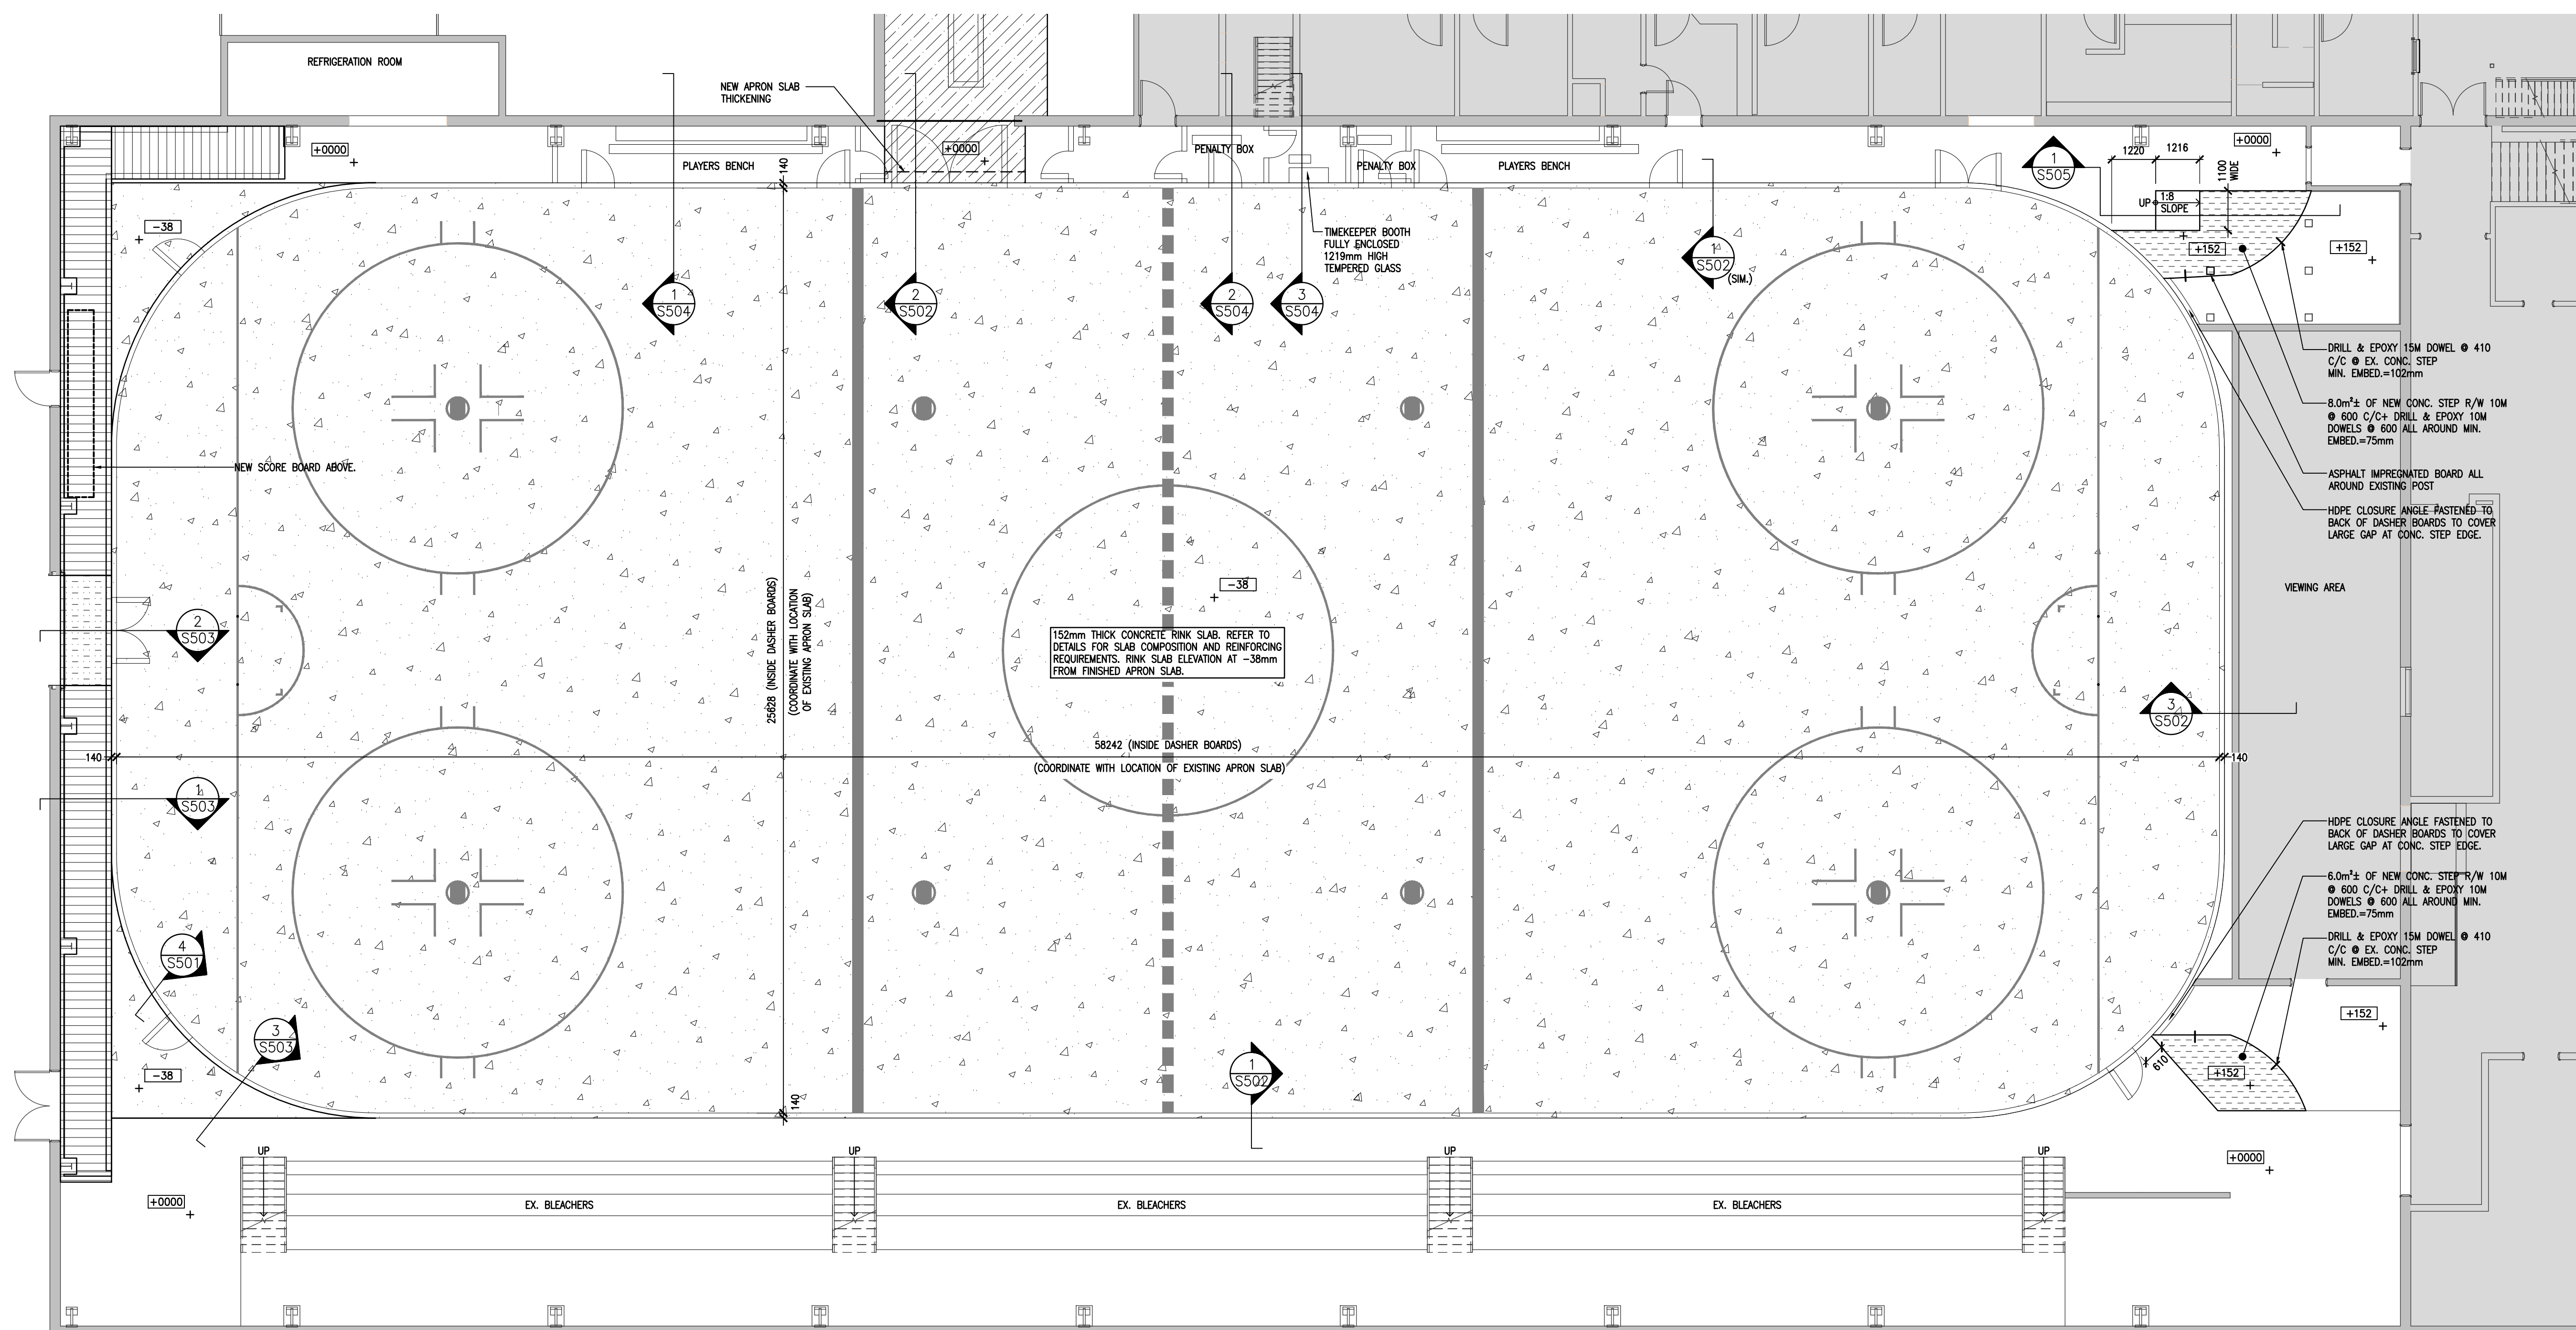 REFRIGERATION ROOM
NEW APRON SLAB
THICKENING
+0000
PLAYERS BENCH
140
+0000
PENALTY BOX
PENALTY BOX
PLAYERS BENCH
1
S505
1220
1216
+0000
1100
WIDE
UP
1:8
SLOPE
+152
+152
-38
TIMEKEEPER BOOTH
FULLY ENCLOSED
1219mm HIGH
TEMPERED GLASS
1
S502
(SIM.)
1
S504
2
S502
2
S504
3
S504
DRILL & EPOXY 15M DOWEL @ 410
C/C @ EX. CONC. STEP
MIN. EMBED.=102mm
8.0m²± OF NEW CONC. STEP R/W 10M
@ 600 C/C+ DRILL & EPOXY 10M
DOWELS @ 600 ALL AROUND MIN.
EMBED.=75mm
NEW SCORE BOARD ABOVE.
ASPHALT IMPREGNATED BOARD ALL
AROUND EXISTING POST
HDPE CLOSURE ANGLE FASTENED TO
BACK OF DASHER BOARDS TO COVER
LARGE GAP AT CONC. STEP EDGE.
VIEWING AREA
-38
25628 (INSIDE DASHER BOARDS)
(COORDINATE WITH LOCATION
OF EXISTING APRON SLAB)
152mm THICK CONCRETE RINK SLAB. REFER TO
DETAILS FOR SLAB COMPOSITION AND REINFORCING
REQUIREMENTS. RINK SLAB ELEVATION AT -38mm
FROM FINISHED APRON SLAB.
2
S503
3
S502
58242 (INSIDE DASHER BOARDS)
(COORDINATE WITH LOCATION OF EXISTING APRON SLAB)
140
140
1
S503
HDPE CLOSURE ANGLE FASTENED TO
BACK OF DASHER BOARDS TO COVER
LARGE GAP AT CONC. STEP EDGE.
6.0m²± OF NEW CONC. STEP R/W 10M
@ 600 C/C+ DRILL & EPOXY 10M
DOWELS @ 600 ALL AROUND MIN.
EMBED.=75mm
DRILL & EPOXY 15M DOWEL @ 410
C/C @ EX. CONC. STEP
MIN. EMBED.=102mm
4
S501
3
S503
+152
610
+152
-38
1
S502
140
UP
UP
UP
UP
+0000
+0000
EX. BLEACHERS
EX. BLEACHERS
EX. BLEACHERS